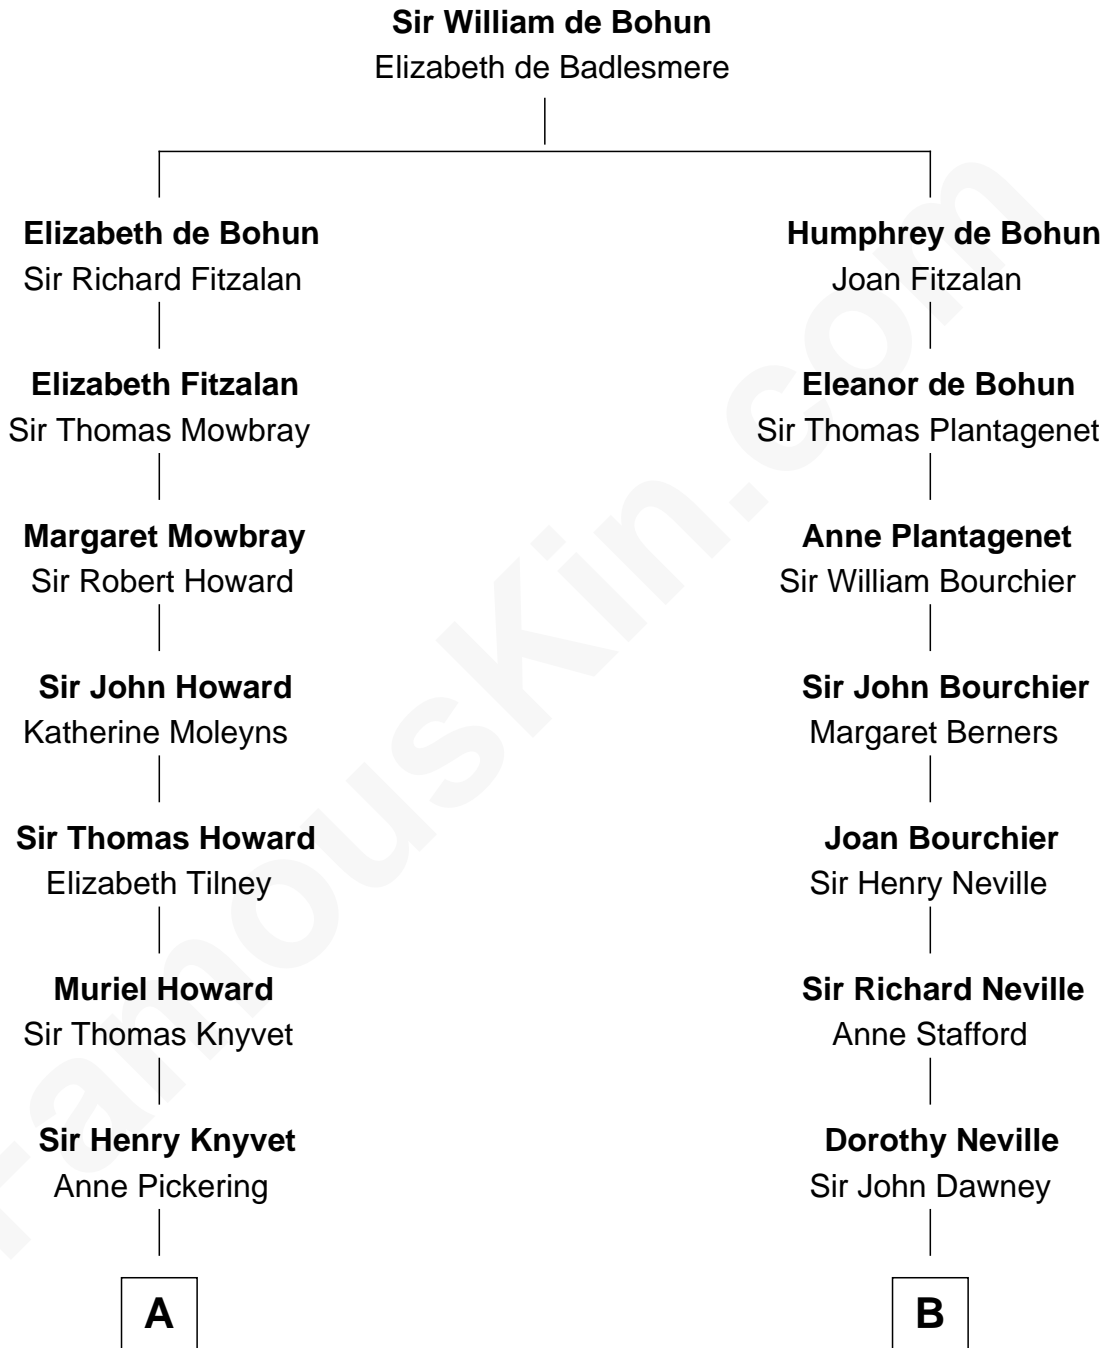 Sir William de Bohun
Elizabeth de Badlesmere
Elizabeth de Bohun
Sir Richard Fitzalan
Humphrey de Bohun
Joan Fitzalan
Elizabeth Fitzalan
Sir Thomas Mowbray
Eleanor de Bohun
Sir Thomas Plantagenet
Margaret Mowbray
Sir Robert Howard
Anne Plantagenet
Sir William Bourchier
Sir John Howard
Katherine Moleyns
Sir John Bourchier
Margaret Berners
Sir Thomas Howard
Elizabeth Tilney
Joan Bourchier
Sir Henry Neville
Muriel Howard
Sir Thomas Knyvet
Sir Richard Neville
Anne Stafford
Sir Henry Knyvet
Anne Pickering
Dorothy Neville
Sir John Dawney
A
B
FamousKin.com